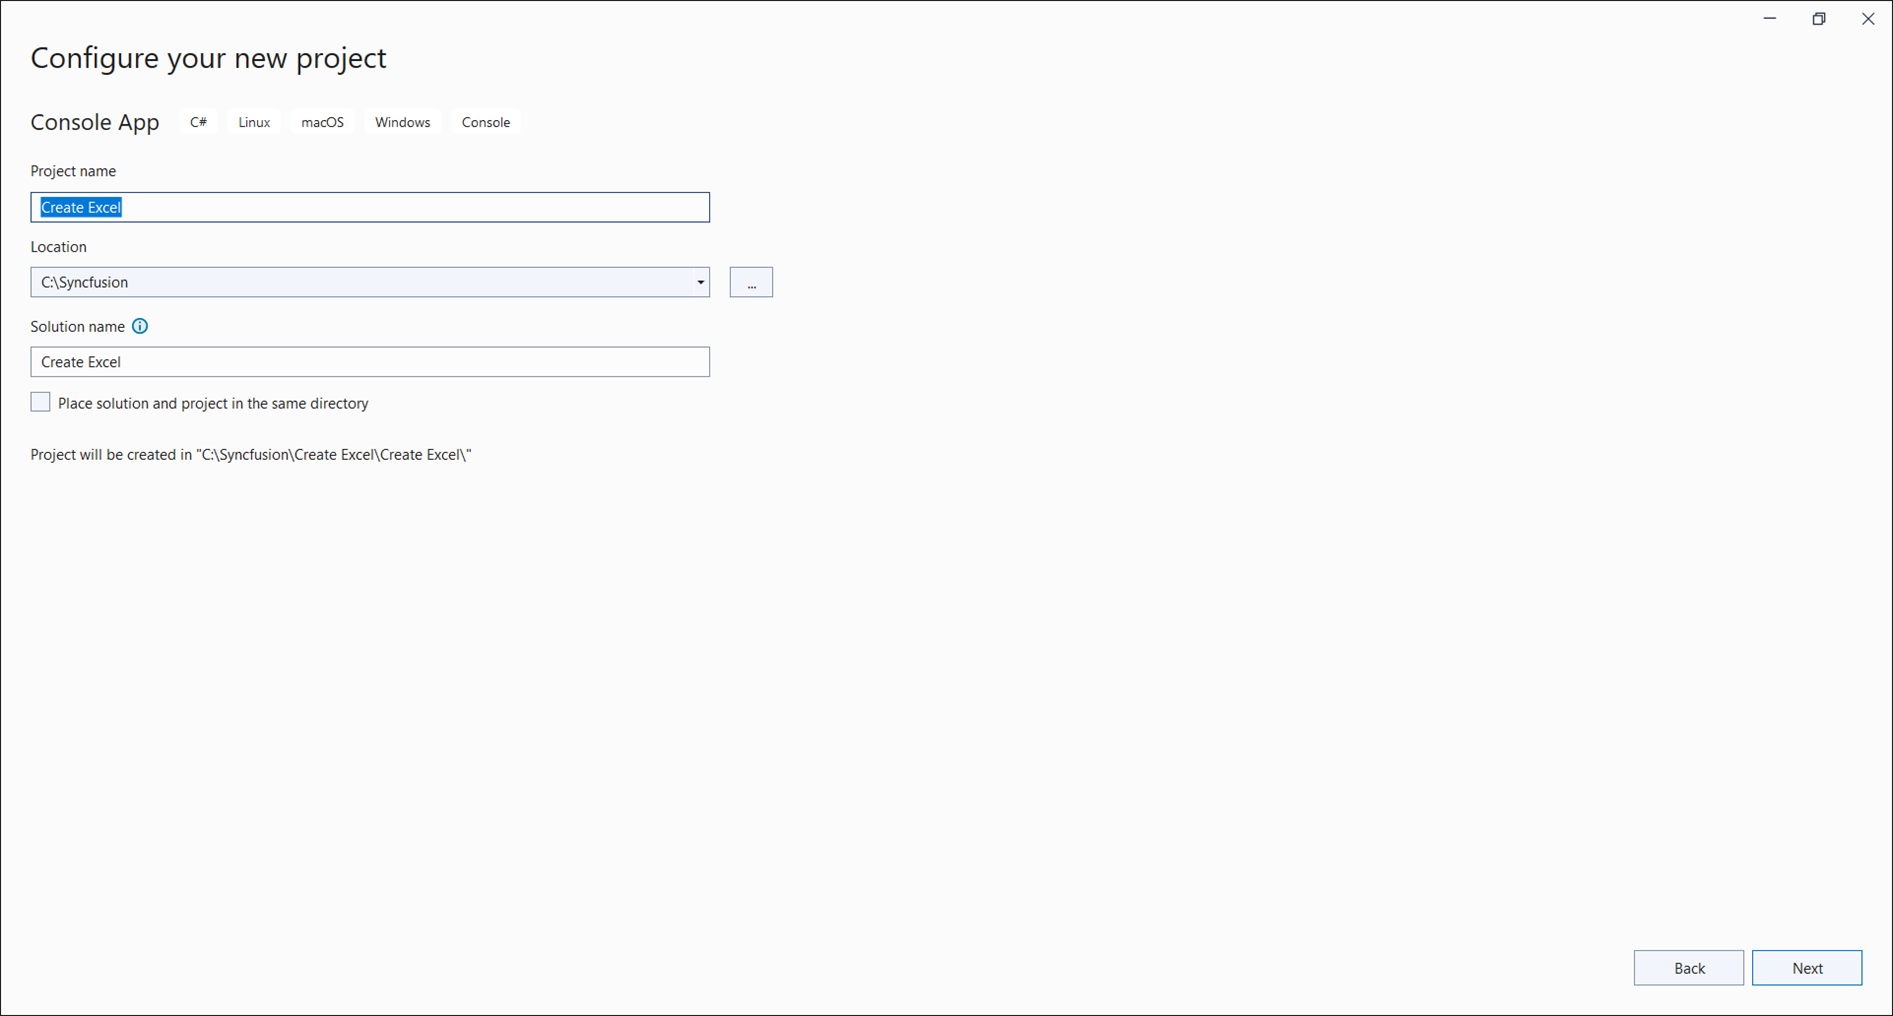 Configure your new project
Console App C# Linux macOS Windows Console
Project name
Create Excel
Location
C:\Syncfusion
...
Solution name
Create Excel
Place solution and project in the same directory
Project will be created in "C:\Syncfusion\Create Excel\Create Excel\"
Back Next